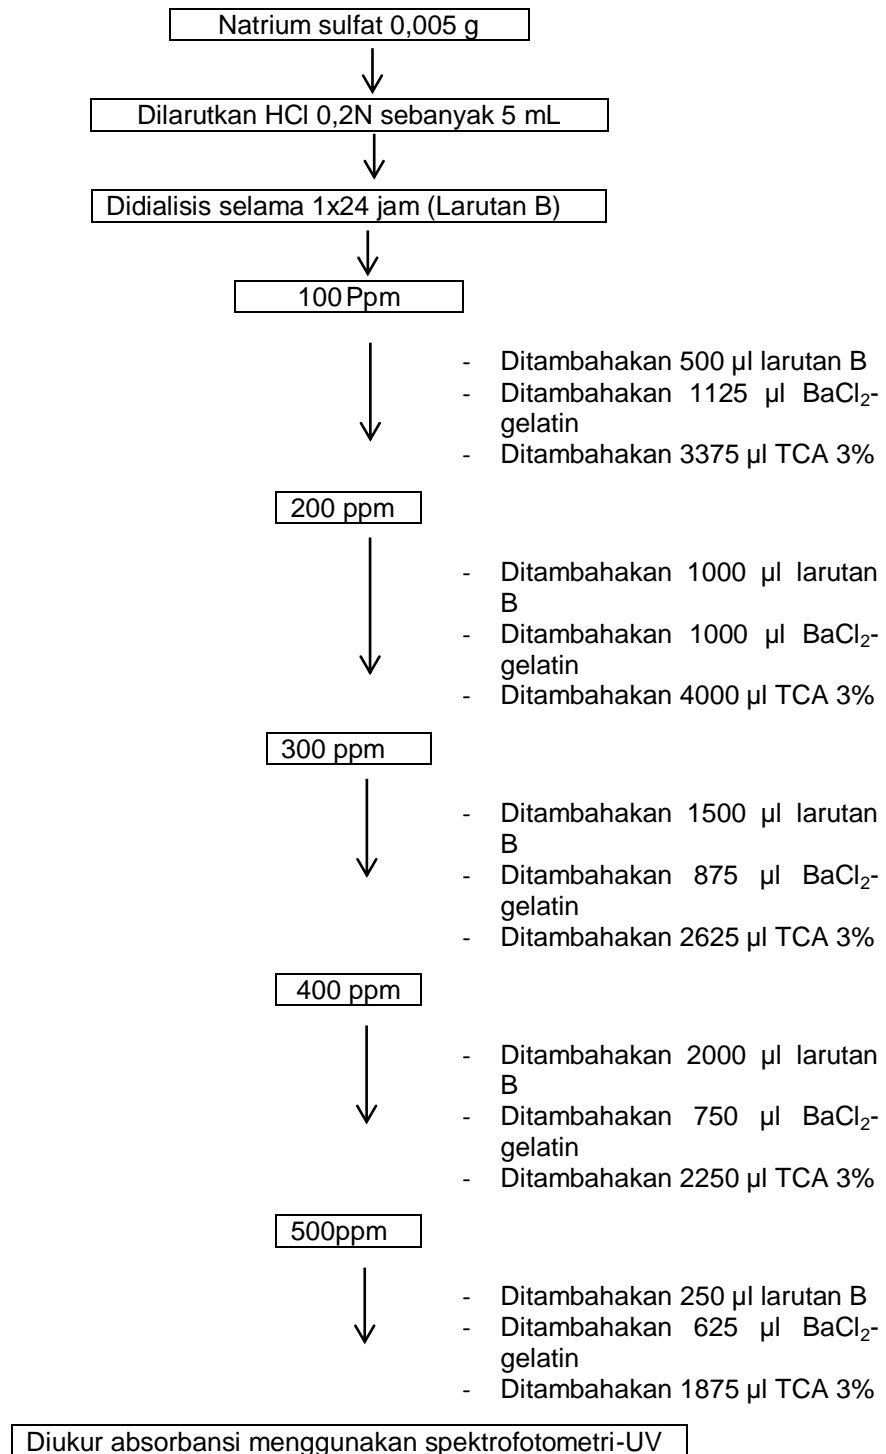 Natrium sulfat 0,005 g
Dilarutkan HCl 0,2N sebanyak 5 mL
Didialisis selama 1x24 jam (Larutan B)
100 Ppm
- Ditambahakan 500 µl larutan B
- Ditambahakan 1125 µl BaCl₂-
gelatin
- Ditambahakan 3375 µl TCA 3%
200 ppm
- Ditambahakan 1000 µl larutan
B
- Ditambahakan 1000 µl BaCl₂-
gelatin
- Ditambahakan 4000 µl TCA 3%
300 ppm
- Ditambahakan 1500 µl larutan
B
- Ditambahakan 875 µl BaCl₂-
gelatin
- Ditambahakan 2625 µl TCA 3%
400 ppm
- Ditambahakan 2000 µl larutan
B
- Ditambahakan 750 µl BaCl₂-
gelatin
- Ditambahakan 2250 µl TCA 3%
500ppm
- Ditambahakan 250 µl larutan B
- Ditambahakan 625 µl BaCl₂-
gelatin
- Ditambahakan 1875 µl TCA 3%
Diukur absorbansi menggunakan spektrofotometri-UV